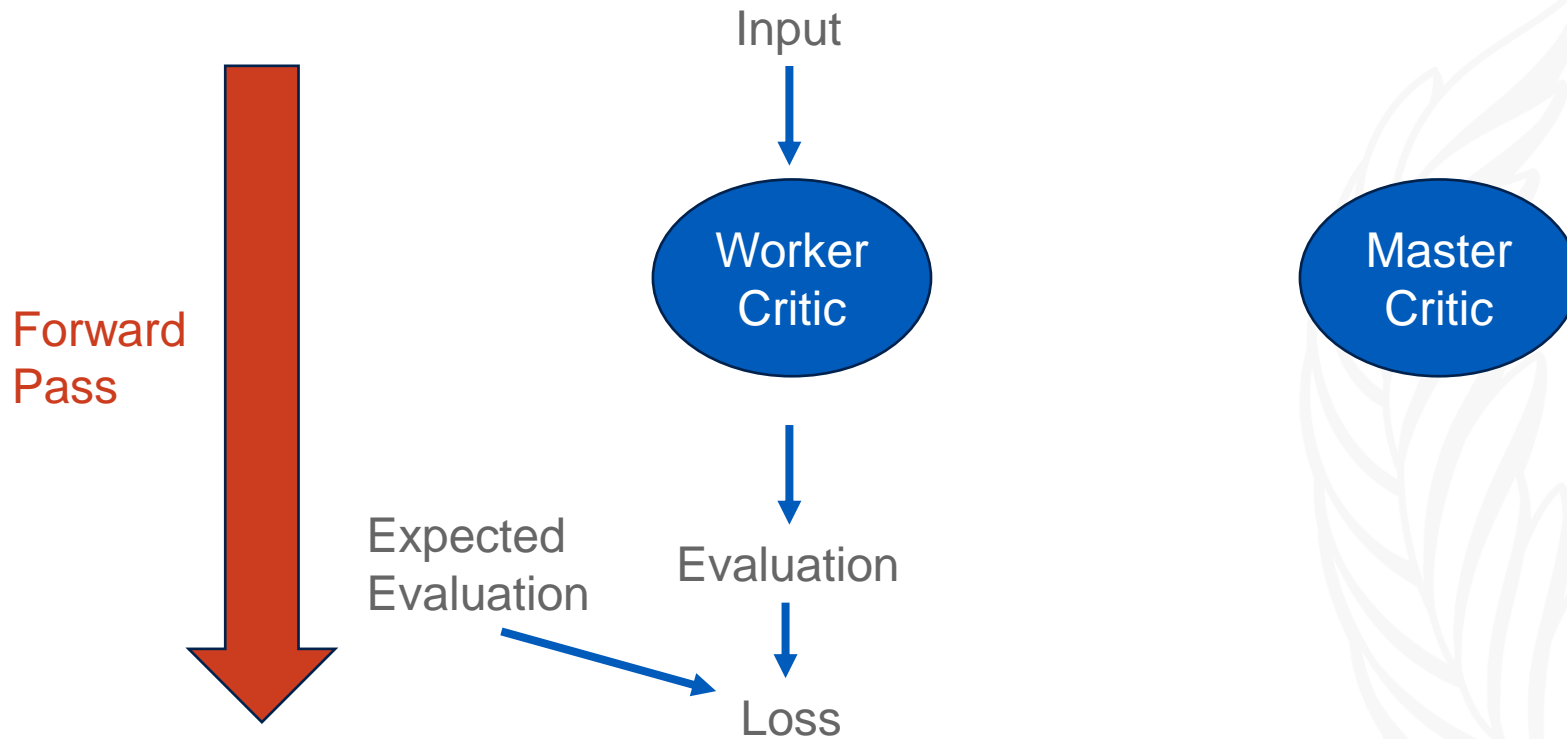 Input
Worker
Critic
Master
Critic
Forward
Pass
Expected
Evaluation
Evaluation
Loss